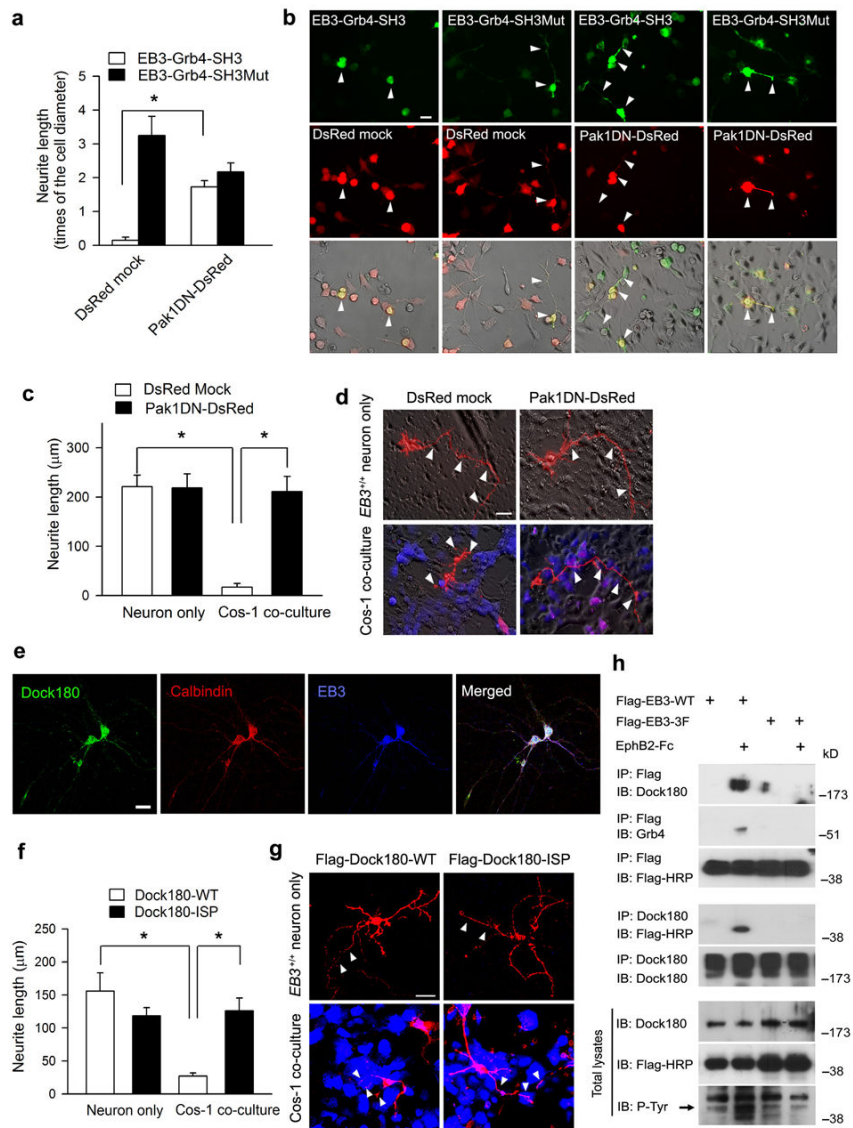 a
EB3-Grb4-SH3
EB3-Grb4-SH3Mut
*
Neurite length
(times of the cell diameter)
5
4
3
2
1
0
DsRed mock
Pak1DN-DsRed
b
EB3-Grb4-SH3 EB3-Grb4-SH3Mut EB3-Grb4-SH3 EB3-Grb4-SH3Mut
DsRed mock DsRed mock Pak1DN-DsRed Pak1DN-DsRed
c
DsRed Mock
Pak1DN-DsRed
* *
Neurite length (µm)
300
200
100
0
Neuron only Cos-1 co-culture
d
DsRed mock Pak1DN-DsRed
EB3+/+ neuron only
Cos-1 co-culture
e
Dock180 Calbindin EB3 Merged
f
Dock180-WT
Dock180-ISP
* *
Neurite length (µm)
250
200
150
100
50
0
Neuron only Cos-1 co-culture
g
Flag-Dock180-WT Flag-Dock180-ISP
EB3+/+ neuron only
Cos-1 co-culture
h
Flag-EB3-WT + +
Flag-EB3-3F + +
EphB2-Fc + + kD
IP: Flag
IB: Dock180 –173
IP: Flag
IB: Grb4 –51
IP: Flag
IB: Flag-HRP –38
IP: Dock180
IB: Flag-HRP –38
IP: Dock180
IB: Dock180 –173
Total lysates
IB: Dock180 –173
IB: Flag-HRP –38
IB: P-Tyr –38